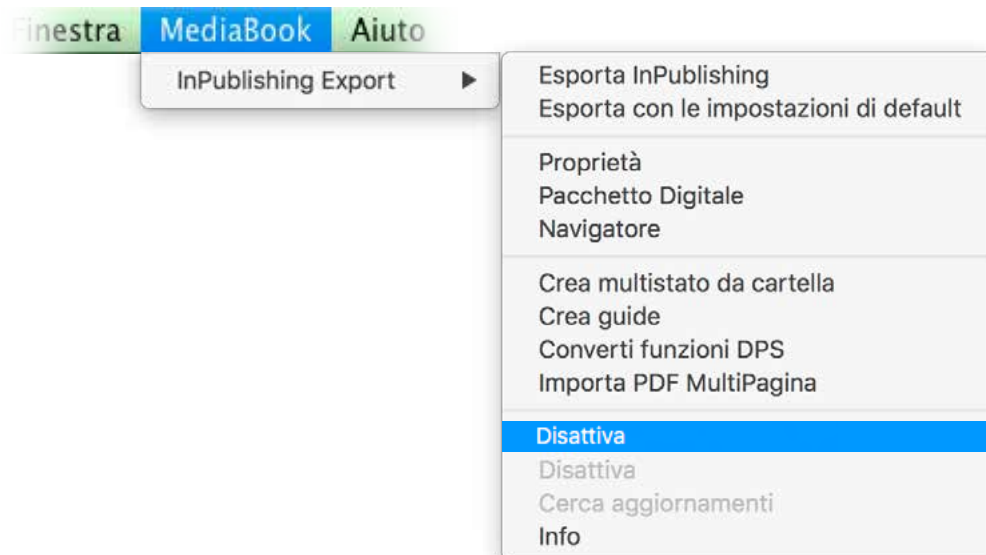 Finestra MediaBook Aiuto
InPublishing Export
Esporta InPublishing
Esporta con le impostazioni di default
Proprietà
Pacchetto Digitale
Navigatore
Crea multistato da cartella
Crea guide
Converti funzioni DPS
Importa PDF MultiPagina
Disattiva
Disattiva
Cerca aggiornamenti
Info